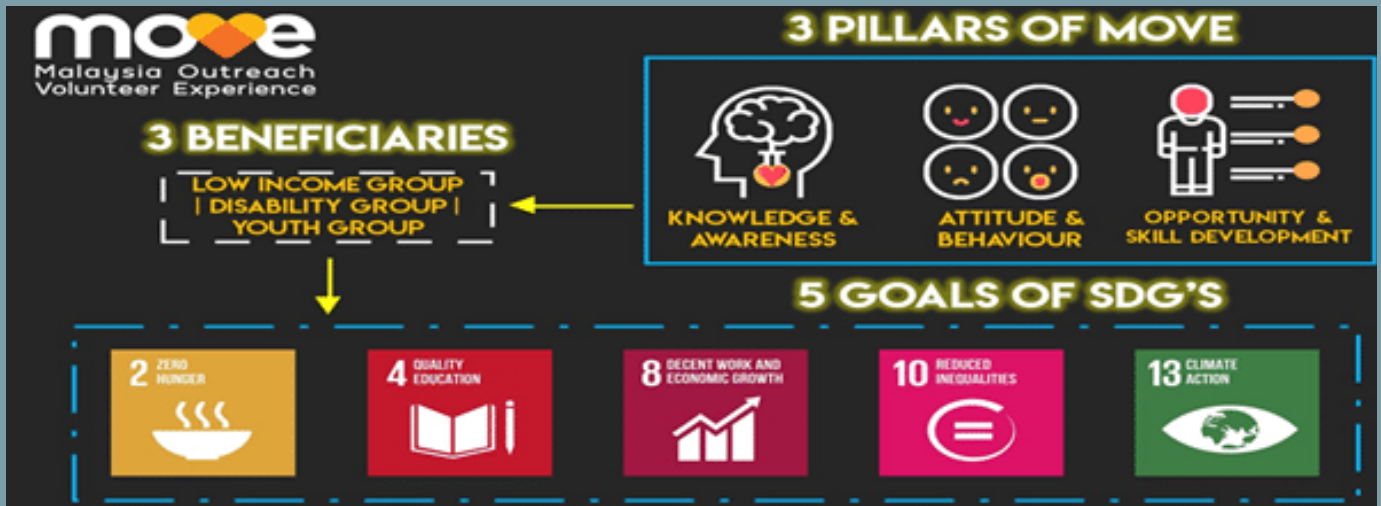 move
Malaysia Outreach
Volunteer Experience
3 PILLARS OF MOVE
KNOWLEDGE &
AWARENESS
ATTITUDE &
BEHAVIOUR
OPPORTUNITY &
SKILL DEVELOPMENT
3 BENEFICIARIES
LOW INCOME GROUP
| DISABILITY GROUP |
YOUTH GROUP
5 GOALS OF SDG'S
2 ZERO
HUNGER
4 QUALITY
EDUCATION
8 DECENT WORK AND
ECONOMIC GROWTH
10 REDUCED
INEQUALITIES
13 CLIMATE
ACTION